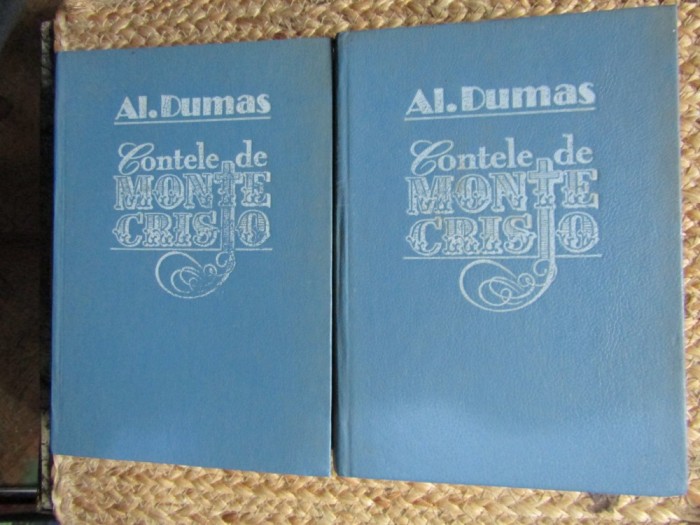 Al. Dumas
Contele de
MONTE
CRISTO
Al. Dumas
Contele de
MONTE
CRISTO